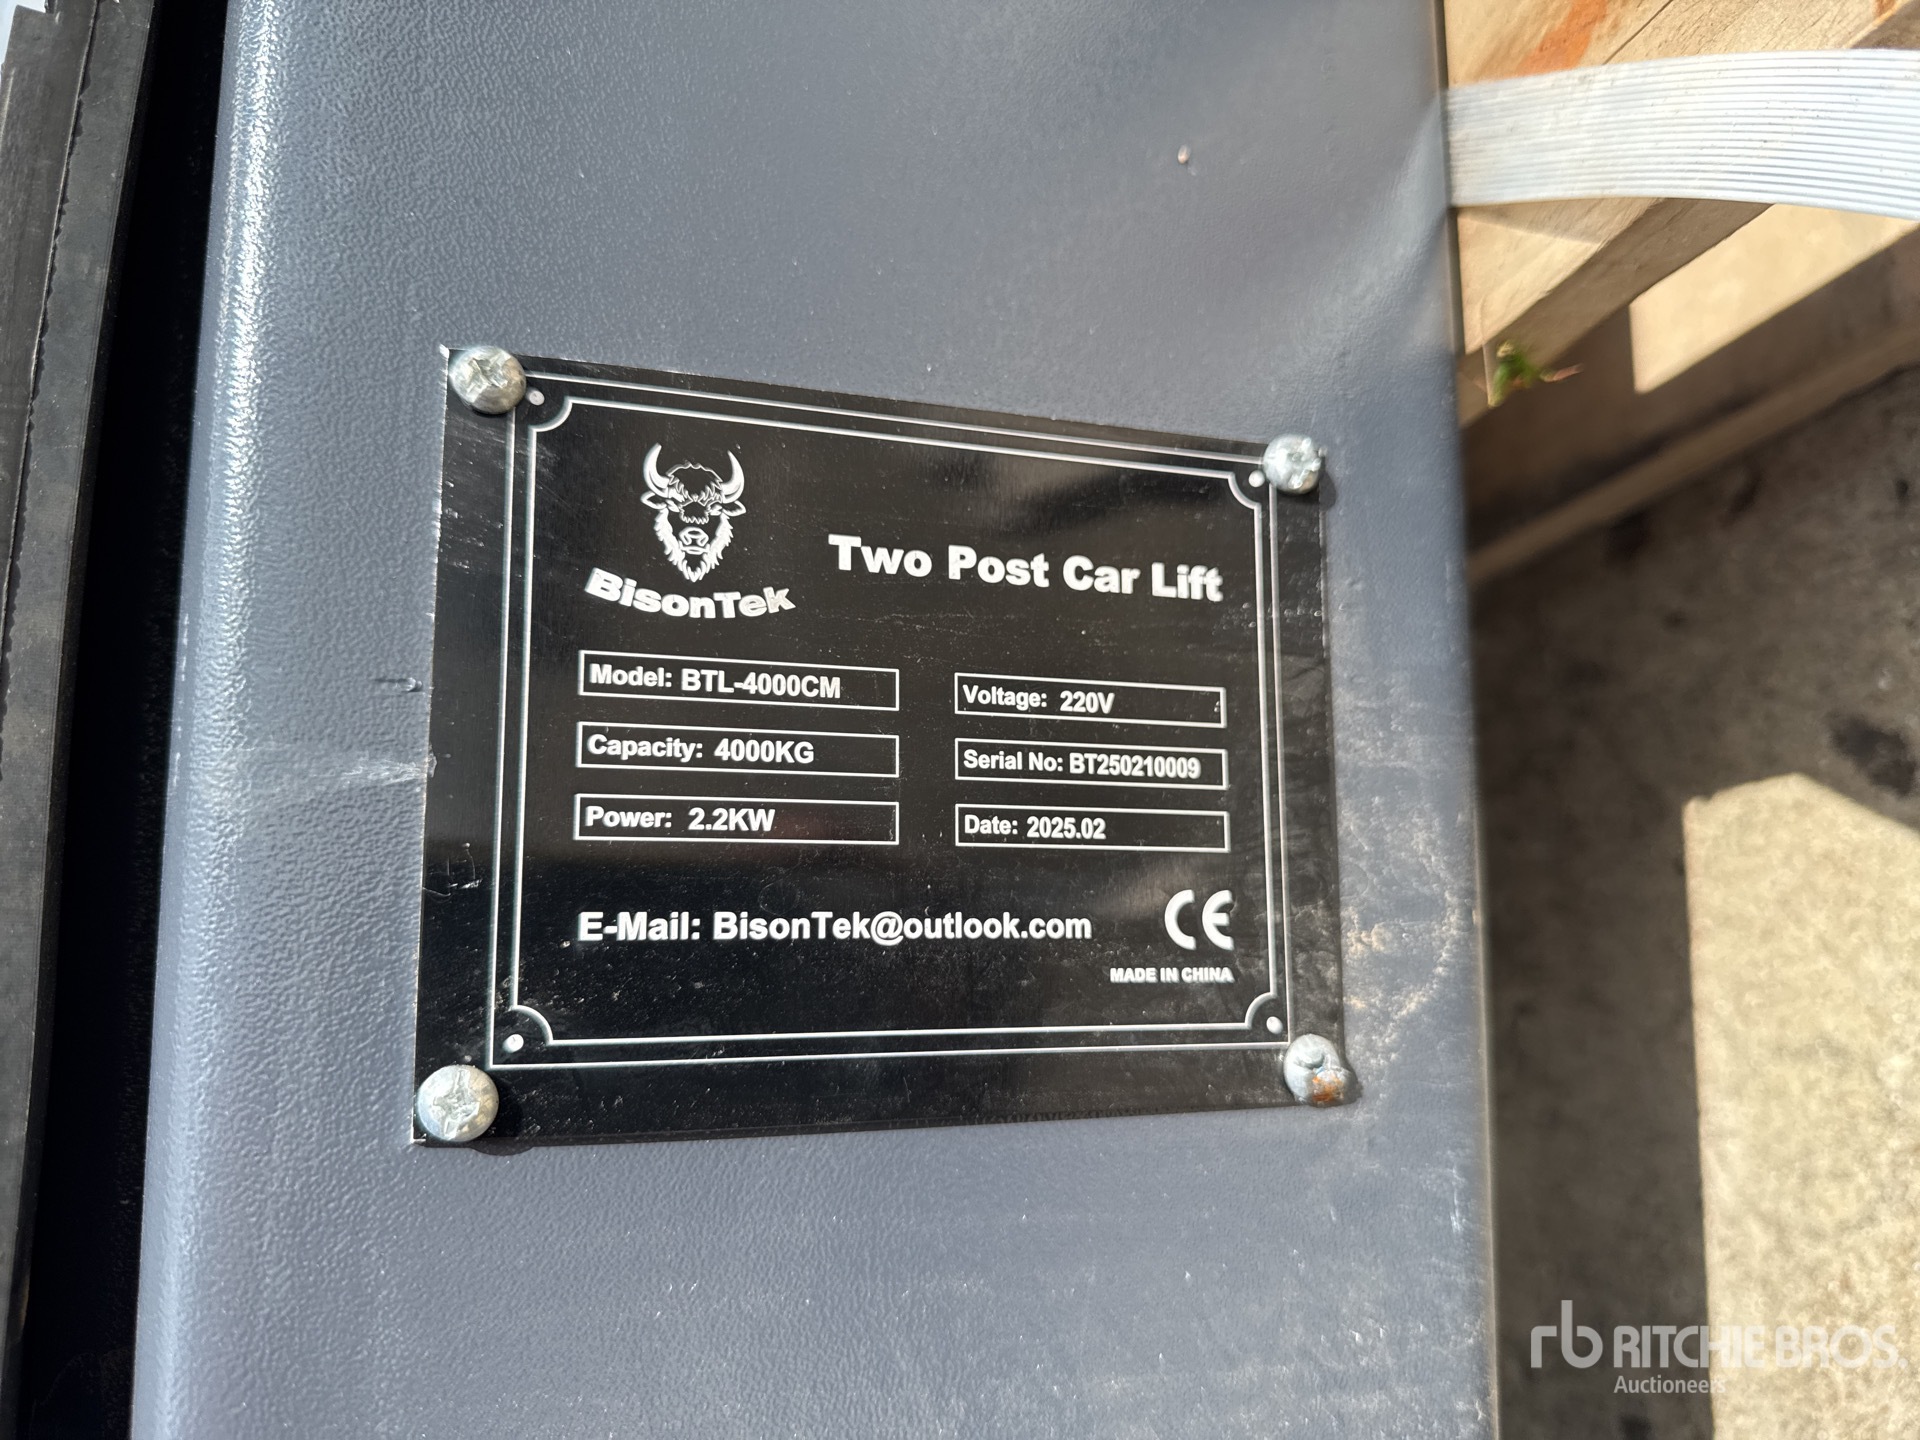 BisonTek
Two Post Car Lift
Model: BTL-4000CM
Voltage: 220V
Capacity: 4000KG
Serial No: BT250210009
Power: 2.2KW
Date: 2025.02
E-Mail: BisonTek@outlook.com
CE
MADE IN CHINA
rb RITCHIE BROS.
Auctioneers